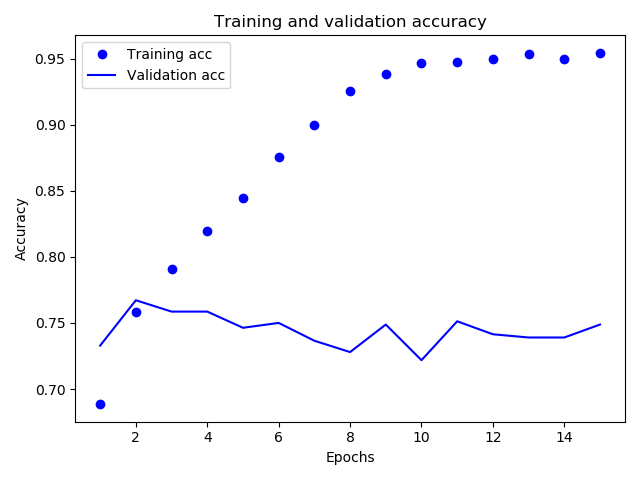 Training and validation accuracy
Training acc
Validation acc
0.95
0.90
0.85
0.80
0.75
0.70
Accuracy
2 4 6 8 10 12 14
Epochs